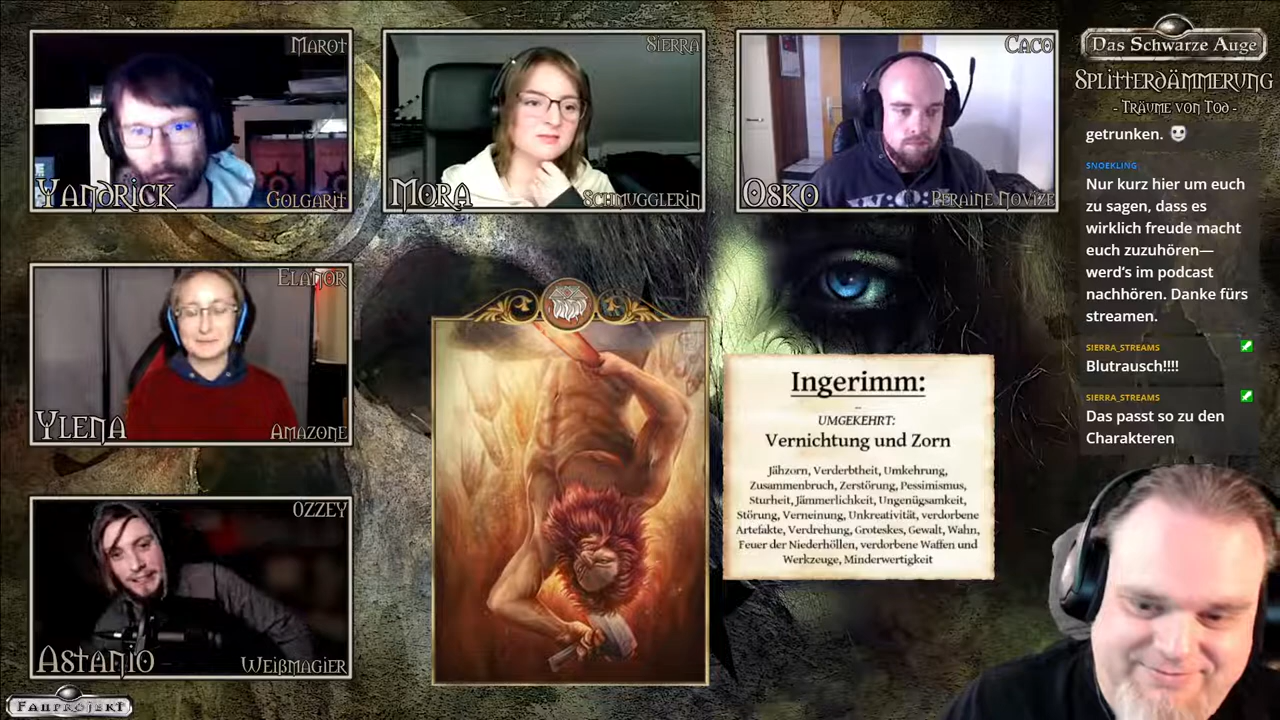 Marot
Yandrick
Golgarit
Sierra
Mora
Schmugglerin
Caco
Osko
Peraine Novize
Elanor
Ylena
Amazone
Ozzey
Astanio
Weißmagier
Fanprojekt
Ingerimm:
UMGEKEHRT:
Vernichtung und Zorn
Jähzorn, Verderbtheit, Umkehrung,
Zusammenbruch, Zerstörung, Pessimismus,
Sturheit, Jämmerlichkeit, Ungenügsamkeit,
Störung, Verneinung, Unkreativität, verdorbene
Artefakte, Verdrehung, Groteskes, Gewalt, Wahn,
Feuer der Niederhöllen, verdorbene Waffen und
Werkzeuge, Minderwertigkeit
Das Schwarze Auge
Splitterdämmerung
- Träume von Tod -
getrunken.
SNOEKLING
Nur kurz hier um euch
zu sagen, dass es
wirklich freude macht
euch zuzuhören—
werd's im podcast
nachhören. Danke fürs
streamen.
SIERRA_STREAMS
Blutrausch!!!!
SIERRA_STREAMS
Das passt so zu den
Charakteren